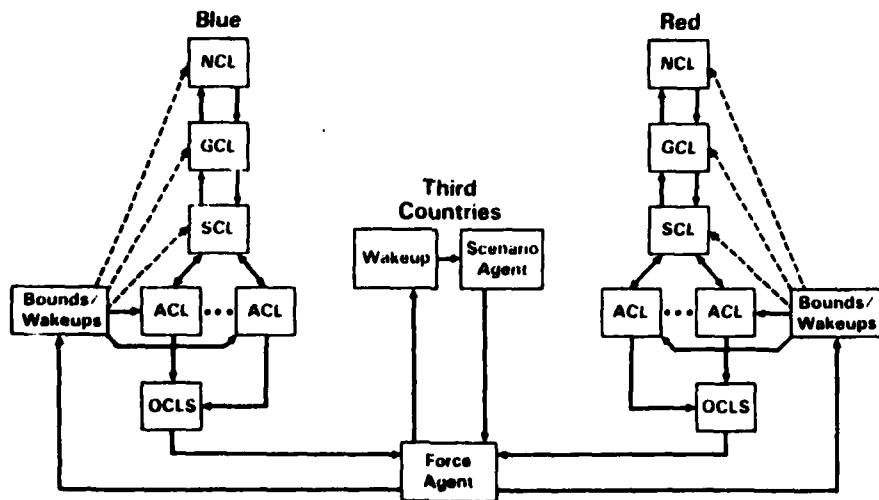 Blue
Red
NCL
NCL
GCL
GCL
Third
Countries
SCL
SCL
Wakeup
Scenario
Agent
Bounds/
Wakeups
ACL
ACL
ACL
ACL
Bounds/
Wakeups
OCLS
OCLS
Force
Agent